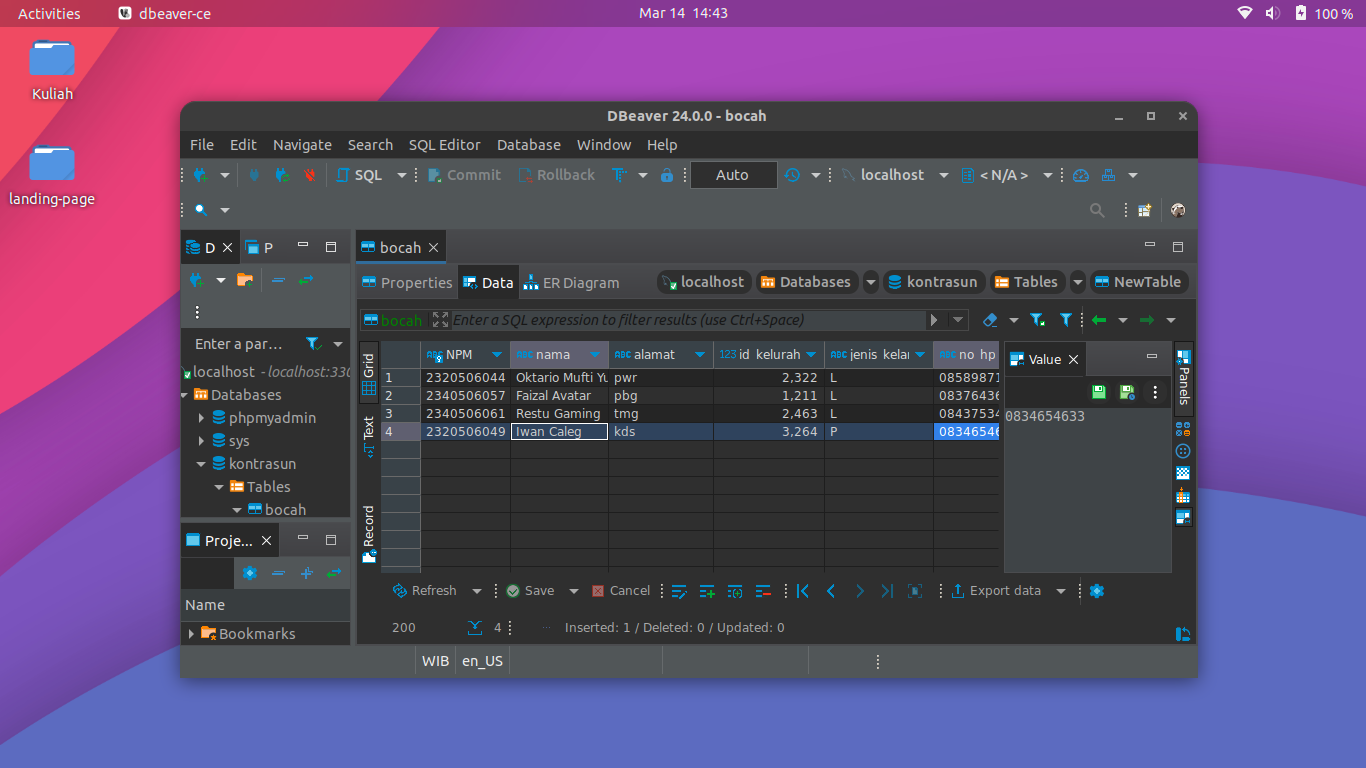 Activities dbeaver-ce Mar 14 14:43 100 %
Kuliah
landing-page
DBeaver 24.0.0 - bocah
File Edit Navigate Search SQL Editor Database Window Help
SQL Commit Rollback Auto localhost < N/A >
D P bocah
Properties Data ER Diagram localhost Databases kontrasun Tables NewTable
bocah Enter a SQL expression to filter results (use Ctrl+Space)
Enter a par…
localhost - localhost:330
Databases
phpmyadmin
sys
kontrasun
Tables
bocah
Grid
Text
Record
NPM nama alamat 123 id_kelurah jenis_kelar no_hp
1 2320506044 Oktario Mufti Yu pwr 2,322 L 08589871
2 2340506057 Faizal Avatar pbg 1,211 L 08376436
3 2340506061 Restu Gaming tmg 2,463 L 08437534
4 2320506049 Iwan Caleg kds 3,264 P 08346546
Value
0834654633
Panels
Proje...
Name
Bookmarks
Refresh Save Cancel Export data
200 4 Inserted: 1 / Deleted: 0 / Updated: 0
WIB en_US